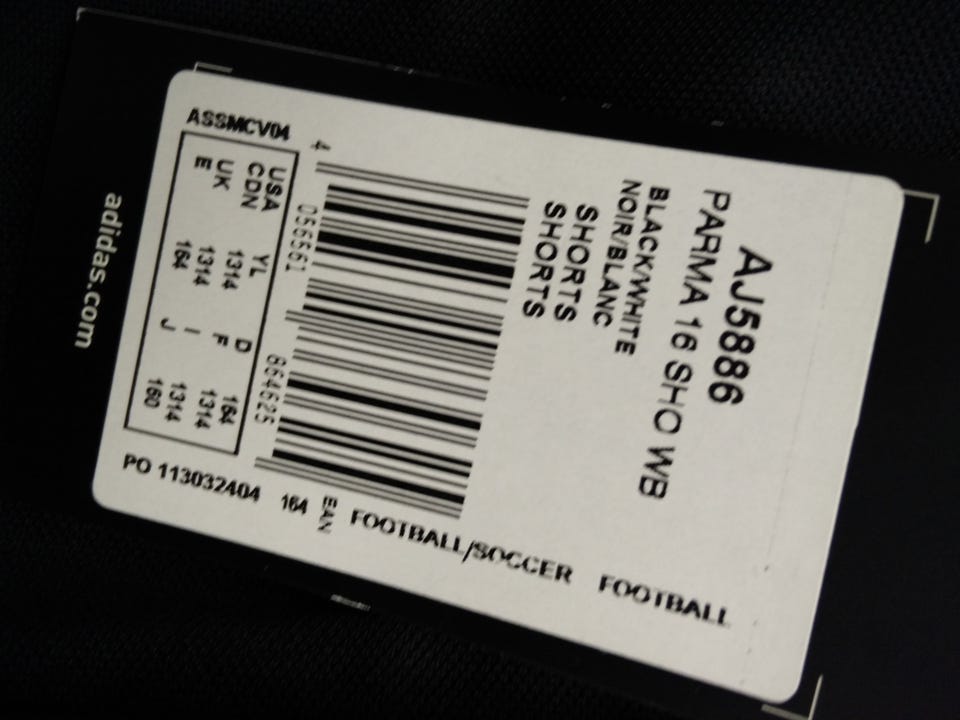 AJ5886
PARMA 16 SHO WB
BLACK/WHITE
NOIR/BLANC
SHORTS
SHORTS
FOOTBALL/SOCCER FOOTBALL
4 056561 864625
EAN
164
USA YL D 164
CDN 1314 F 1314
UK 1314 I 1314
E 164 J 160
ASSMCV04
PO 113032404
adidas.com